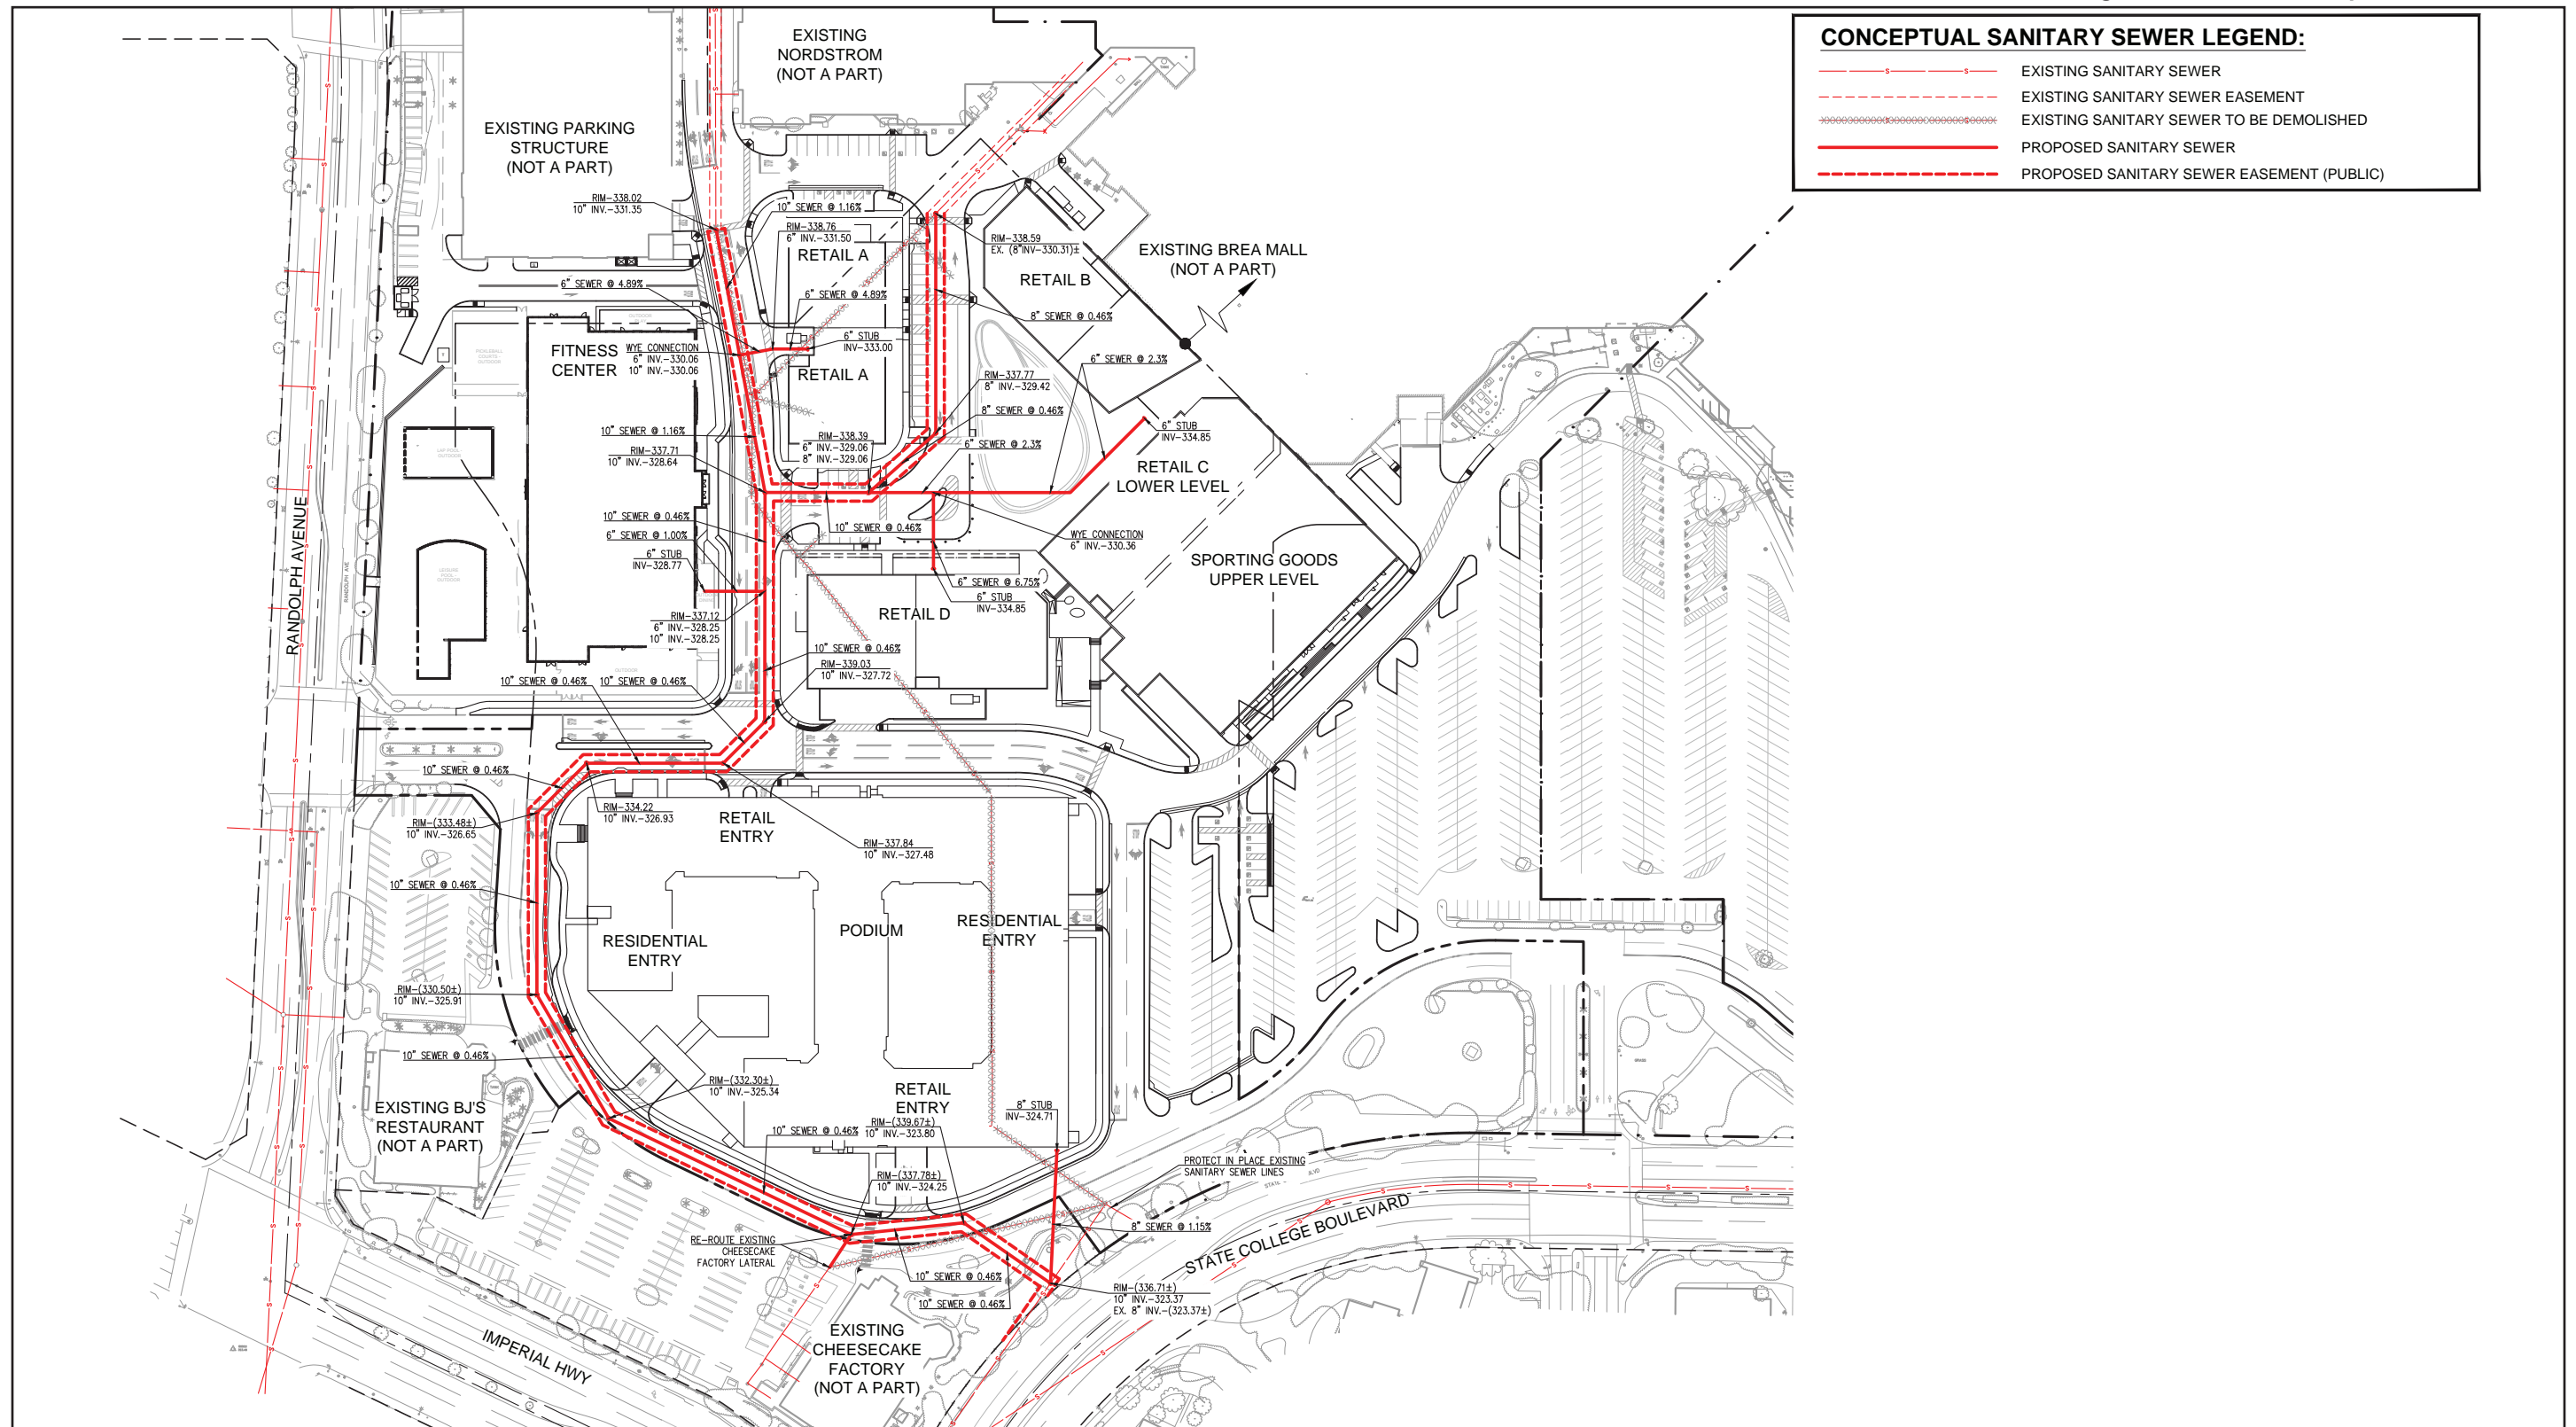 CONCEPTUAL SANITARY SEWER LEGEND:
EXISTING SANITARY SEWER
EXISTING SANITARY SEWER EASEMENT
EXISTING SANITARY SEWER TO BE DEMOLISHED
PROPOSED SANITARY SEWER
PROPOSED SANITARY SEWER EASEMENT (PUBLIC)
EXISTING
NORDSTROM
(NOT A PART)
EXISTING PARKING
STRUCTURE
(NOT A PART)
RIM-338.02
10" INV.-331.35
10" SEWER @ 1.16%
RIM-338.76
6" INV.-331.50
RETAIL A
RIM-338.59
EX. (8"INV-330.31)±
EXISTING BREA MALL
(NOT A PART)
RETAIL B
6" SEWER @ 4.89%
6" SEWER @ 4.89%
8" SEWER @ 0.46%
6" STUB
INV-333.00
FITNESS
CENTER
WYE CONNECTION
6" INV.-330.06
10" INV.-330.06
RETAIL A
6" SEWER @ 2.3%
RIM-337.77
8" INV.-329.42
8" SEWER @ 0.46%
10" SEWER @ 1.16%
RIM-338.39
6" INV.-329.06
8" INV.-329.06
6" SEWER @ 2.3%
6" STUB
INV-334.85
RIM-337.71
10" INV.-328.64
RETAIL C
LOWER LEVEL
RANDOLPH AVENUE
10" SEWER @ 0.46%
10" SEWER @ 0.46%
6" SEWER @ 1.00%
WYE CONNECTION
6" INV.-330.36
6" STUB
INV-328.77
SPORTING GOODS
UPPER LEVEL
6" SEWER @ 6.75%
6" STUB
INV-334.85
RETAIL D
RIM-337.12
6" INV.-328.25
10" INV.-328.25
10" SEWER @ 0.46%
RIM-339.03
10" INV.-327.72
10" SEWER @ 0.46%
10" SEWER @ 0.46%
10" SEWER @ 0.46%
RIM-334.22
10" INV.-326.93
RIM-(333.48±)
10" INV.-326.65
RETAIL
ENTRY
RIM-337.84
10" INV.-327.48
10" SEWER @ 0.46%
RESIDENTIAL
ENTRY
PODIUM
RESIDENTIAL
ENTRY
RIM-(330.50±)
10" INV.-325.91
10" SEWER @ 0.46%
RIM-(332.30±)
10" INV.-325.34
RETAIL
ENTRY
8" STUB
INV-324.71
EXISTING BJ'S
RESTAURANT
(NOT A PART)
10" SEWER @ 0.46%
RIM-(339.67±)
10" INV.-323.80
PROTECT IN PLACE EXISTING
SANITARY SEWER LINES
RIM-(337.78±)
10" INV.-324.25
8" SEWER @ 1.15%
STATE COLLEGE BOULEVARD
RE-ROUTE EXISTING
CHEESECAKE
FACTORY LATERAL
10" SEWER @ 0.46%
10" SEWER @ 0.46%
RIM-(336.71±)
10" INV.-323.37
EX. 8" INV.-(323.37±)
EXISTING
CHEESECAKE
FACTORY
(NOT A PART)
IMPERIAL HWY